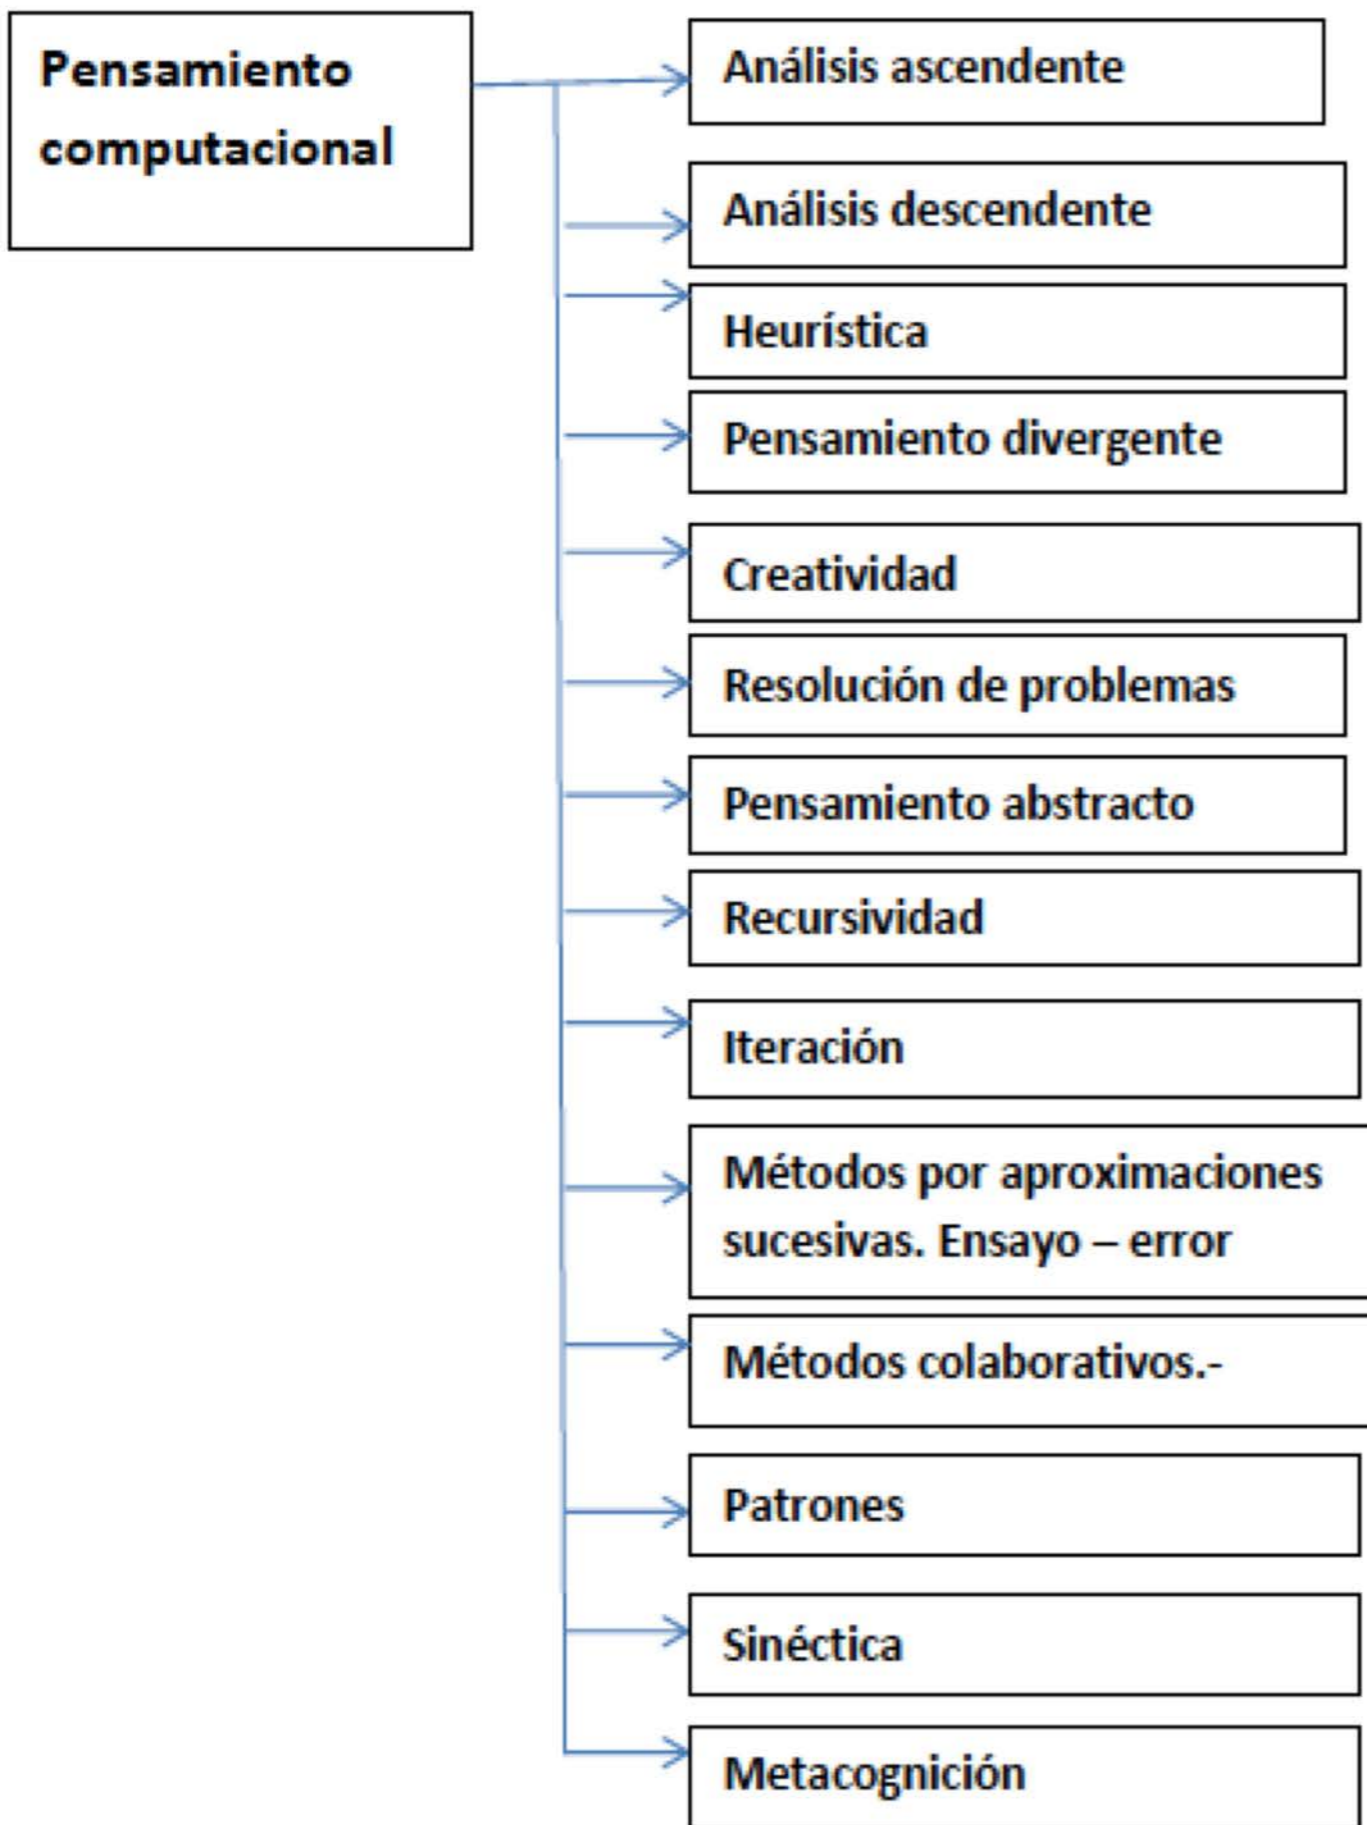 Pensamiento
computacional
Análisis ascendente
Análisis descendente
Heurística
Pensamiento divergente
Creatividad
Resolución de problemas
Pensamiento abstracto
Recursividad
Iteración
Métodos por aproximaciones
sucesivas. Ensayo – error
Métodos colaborativos.-
Patrones
Sinéctica
Metacognición